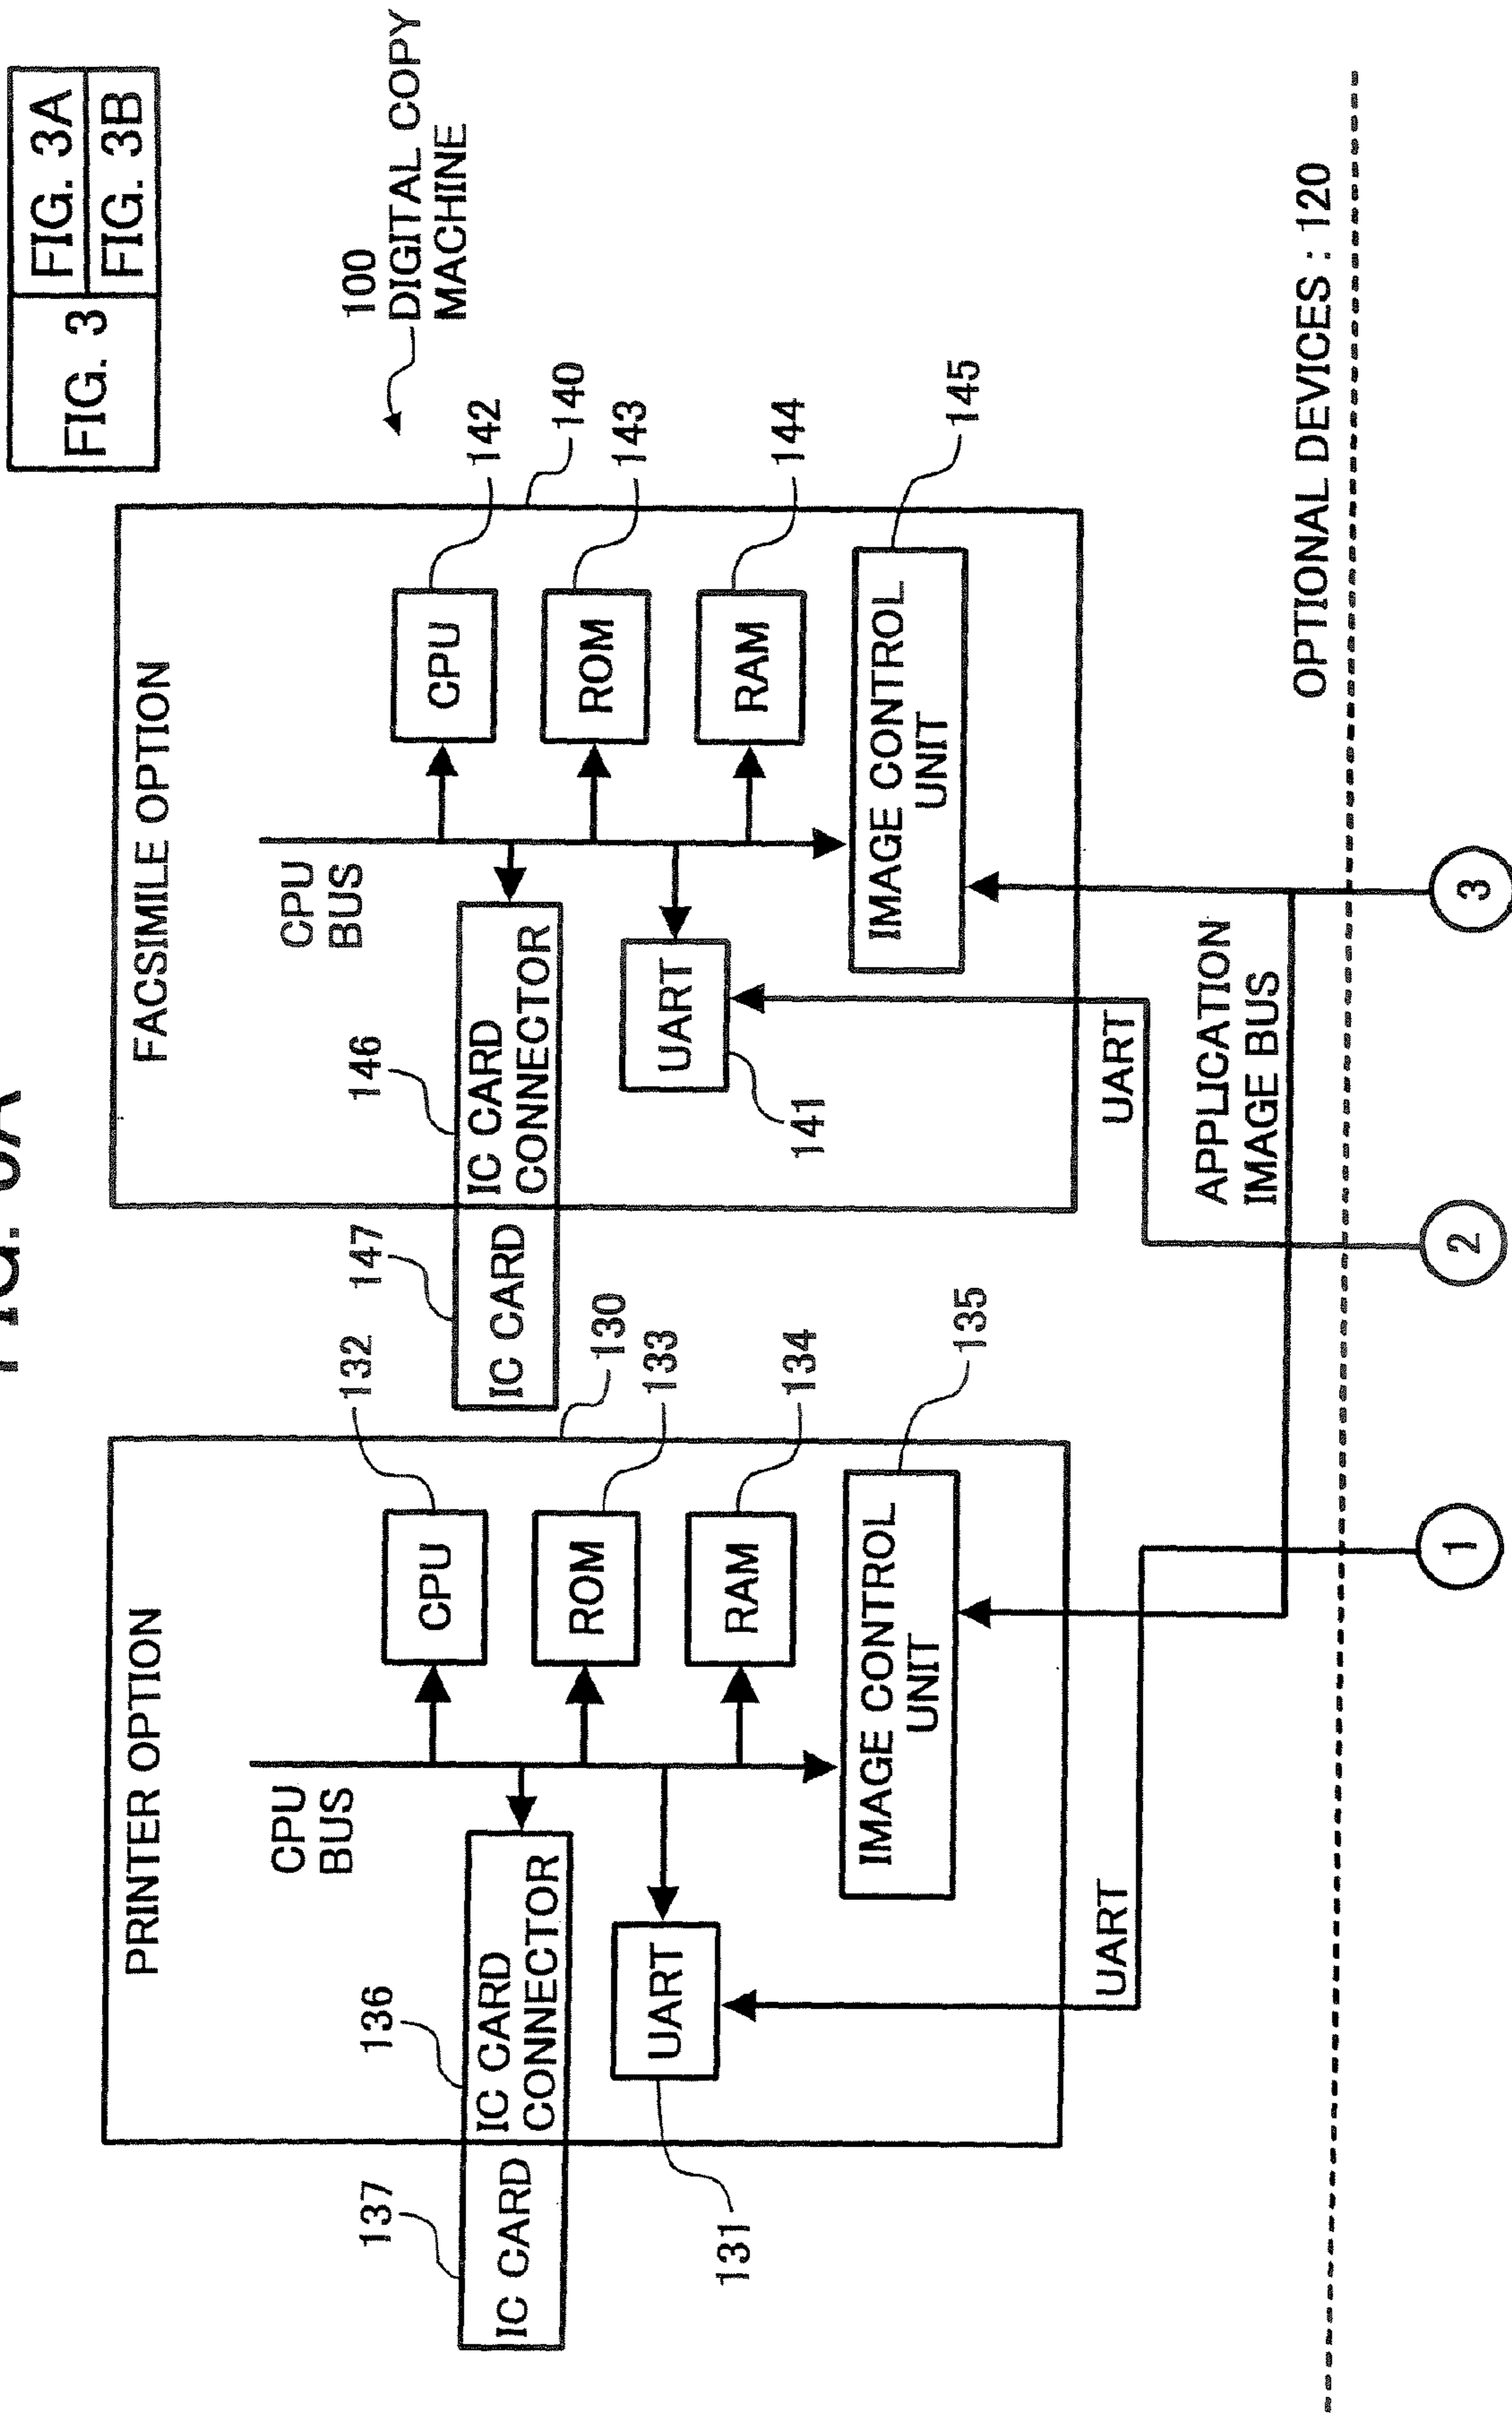 FIG. 3A
FIG. 3
FIG. 3A
FIG. 3B
100
DIGITAL COPY
MACHINE
PRINTER OPTION
130
CPU
BUS
132
CPU
133
ROM
134
RAM
135
IMAGE CONTROL
UNIT
136
IC CARD
CONNECTOR
137
IC CARD
131
UART
UART
FACSIMILE OPTION
140
CPU
BUS
142
CPU
143
ROM
144
RAM
145
IMAGE CONTROL
UNIT
146
IC CARD
CONNECTOR
147
IC CARD
141
UART
UART
APPLICATION
IMAGE BUS
OPTIONAL DEVICES : 120
1
2
3